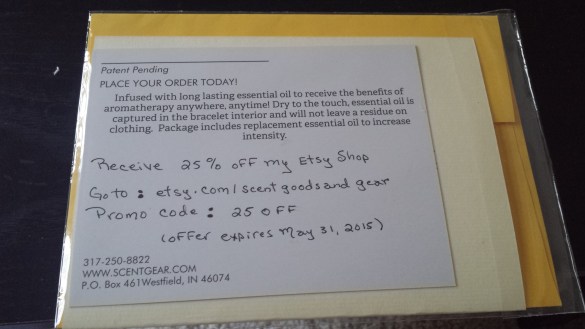 Patent Pending
PLACE YOUR ORDER TODAY!
Infused with long lasting essential oil to receive the benefits of
aromatherapy anywhere, anytime! Dry to the touch, essential oil is
captured in the bracelet interior and will not leave a residue on
clothing. Package includes replacement essential oil to increase
intensity.
Receive 25% off my Etsy Shop
Go to : etsy.com/scentgoodsandgear
Promo code : 25 OFF
(offer expires May 31, 2015)
317-250-8822
WWW.SCENTGEAR.COM
P.O. Box 461Westfield, IN 46074